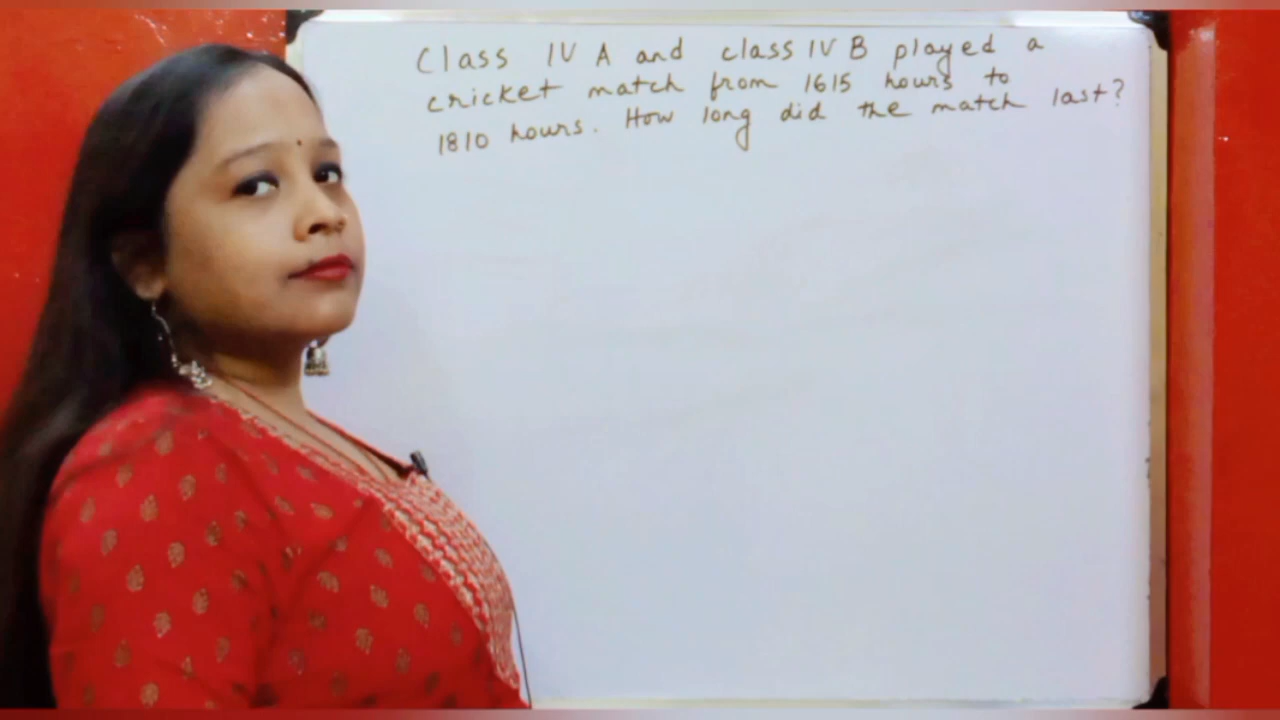 Class IV A and class IV B played a
cricket match from 1615 hours to
1810 hours. How long did the match last?